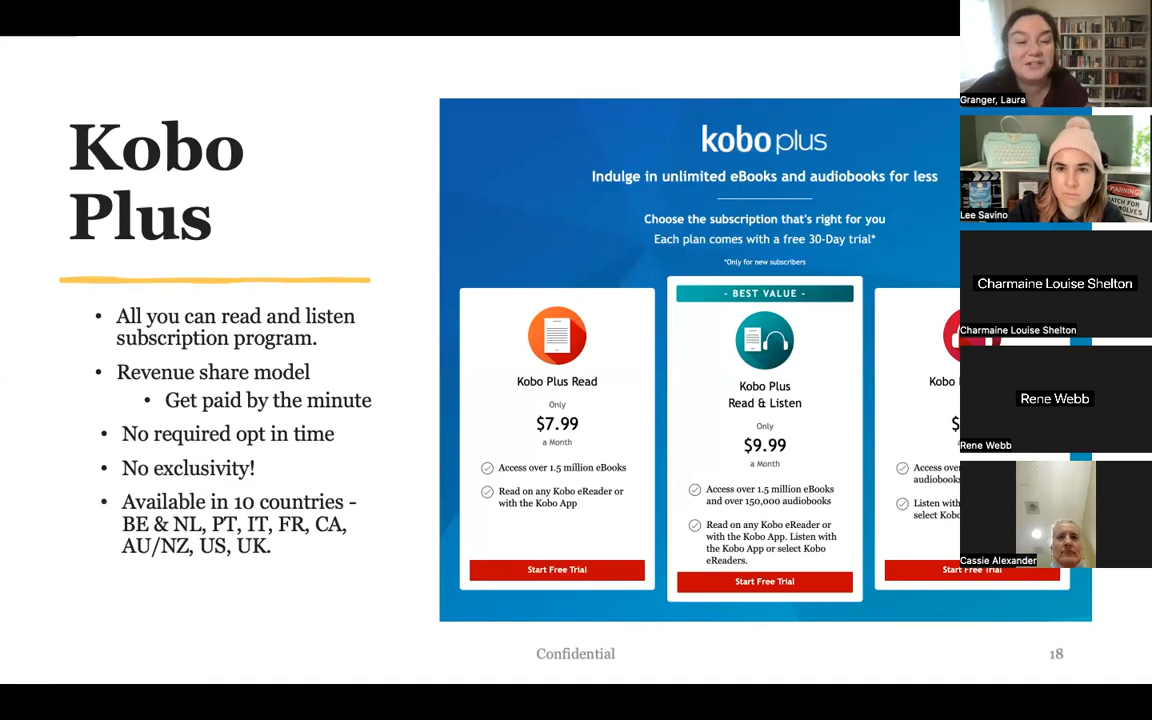 Kobo
Plus
• All you can read and listen
subscription program.
• Revenue share model
• Get paid by the minute
• No required opt in time
• No exclusivity!
• Available in 10 countries -
BE & NL, PT, IT, FR, CA,
AU/NZ, US, UK.
kobo plus
Indulge in unlimited eBooks and audiobooks for less
Choose the subscription that's right for you
Each plan comes with a free 30-Day trial*
*Only for new subscribers
Kobo Plus Read
Only
$7.99
a Month
Access over 1.5 million eBooks
Read on any Kobo eReader or
with the Kobo App
Start Free Trial
- BEST VALUE -
Kobo Plus
Read & Listen
Only
$9.99
a Month
Access over 1.5 million eBooks
and over 150,000 audiobooks
Read on any Kobo eReader or
with the Kobo App. Listen with
the Kobo App or select Kobo
eReaders.
Start Free Trial
Kobo
$
Access over
audiobooks
Listen with
select Kobo
Start Free Trial
Confidential
18
Granger, Laura
WARNING
Lee Savino
Charmaine Louise Shelton
Charmaine Louise Shelton
Rene Webb
Rene Webb
Cassie Alexander